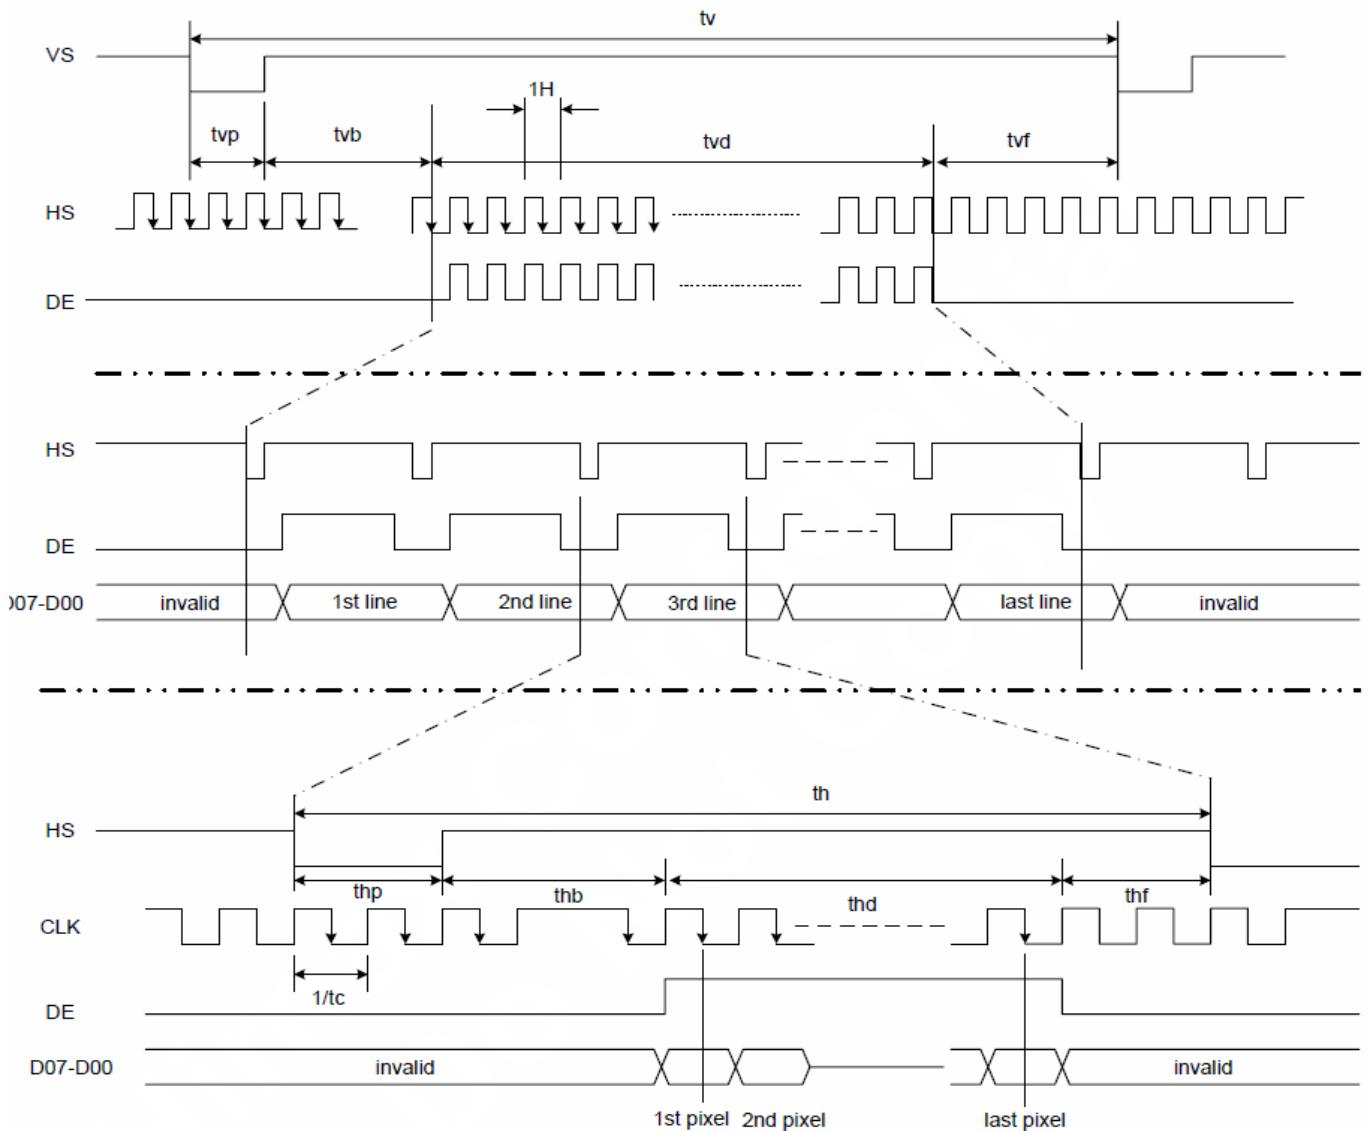 tv
VS
1H
tvp
tvb
tvd
tvf
HS
DE
HS
DE
D07-D00
invalid
1st line
2nd line
3rd line
last line
invalid
th
HS
thp
thb
thd
thf
CLK
1/tc
DE
D07-D00
invalid
invalid
1st pixel
2nd pixel
last pixel